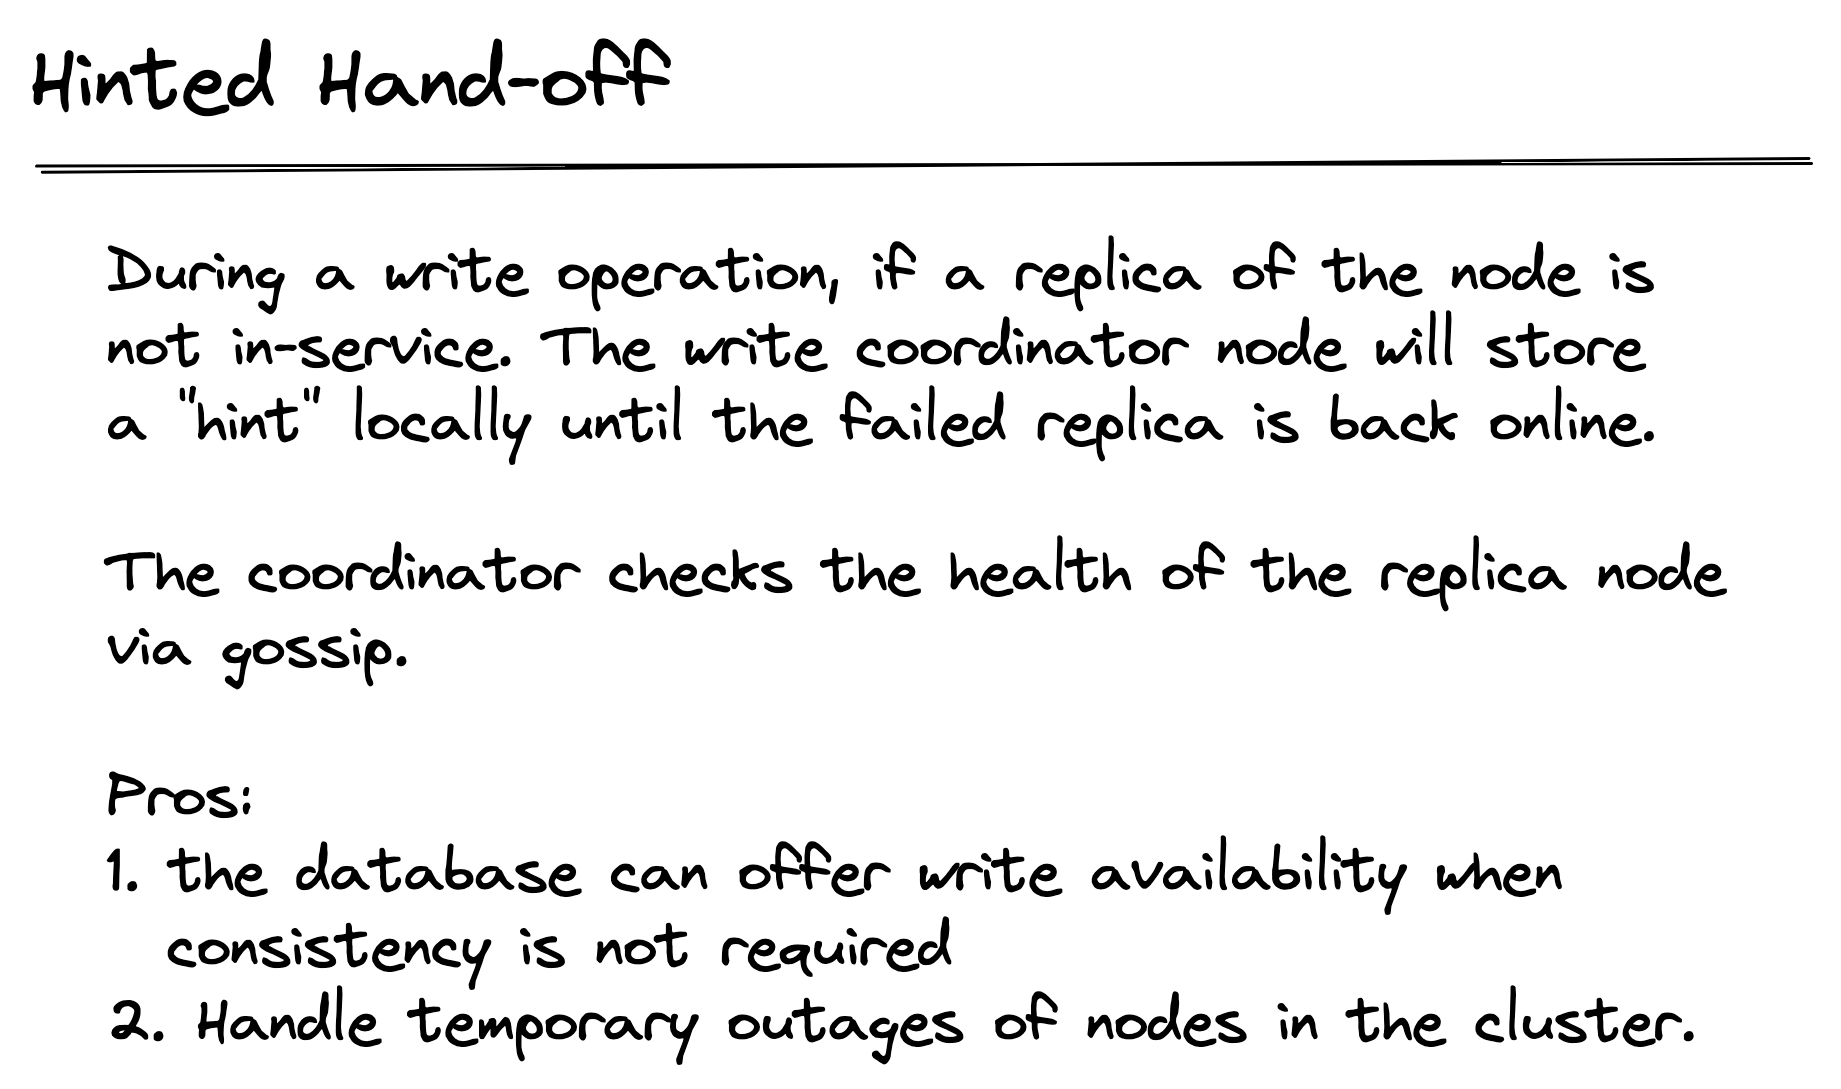 Hinted Hand-off
During a write operation, if a replica of the node is
not in-service. The write coordinator node will store
a "hint" locally until the failed replica is back online.
The coordinator checks the health of the replica node
via gossip.
Pros:
1. the database can offer write availability when
consistency is not required
2. Handle temporary outages of nodes in the cluster.